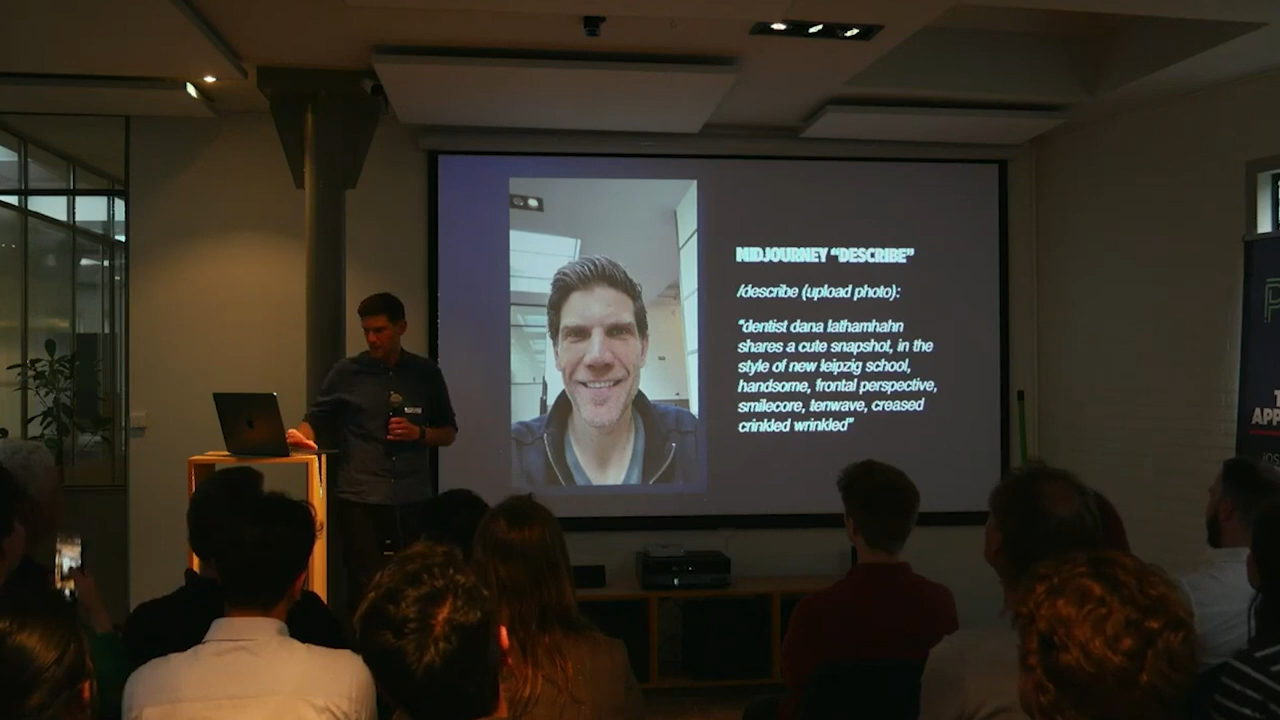 MIDJOURNEY "DESCRIBE"
/describe (upload photo):
"dentist dana lathamhahn
shares a cute snapshot, in the
style of new leipzig school,
handsome, frontal perspective,
smilecore, tenwave, creased
crinkled wrinkled"